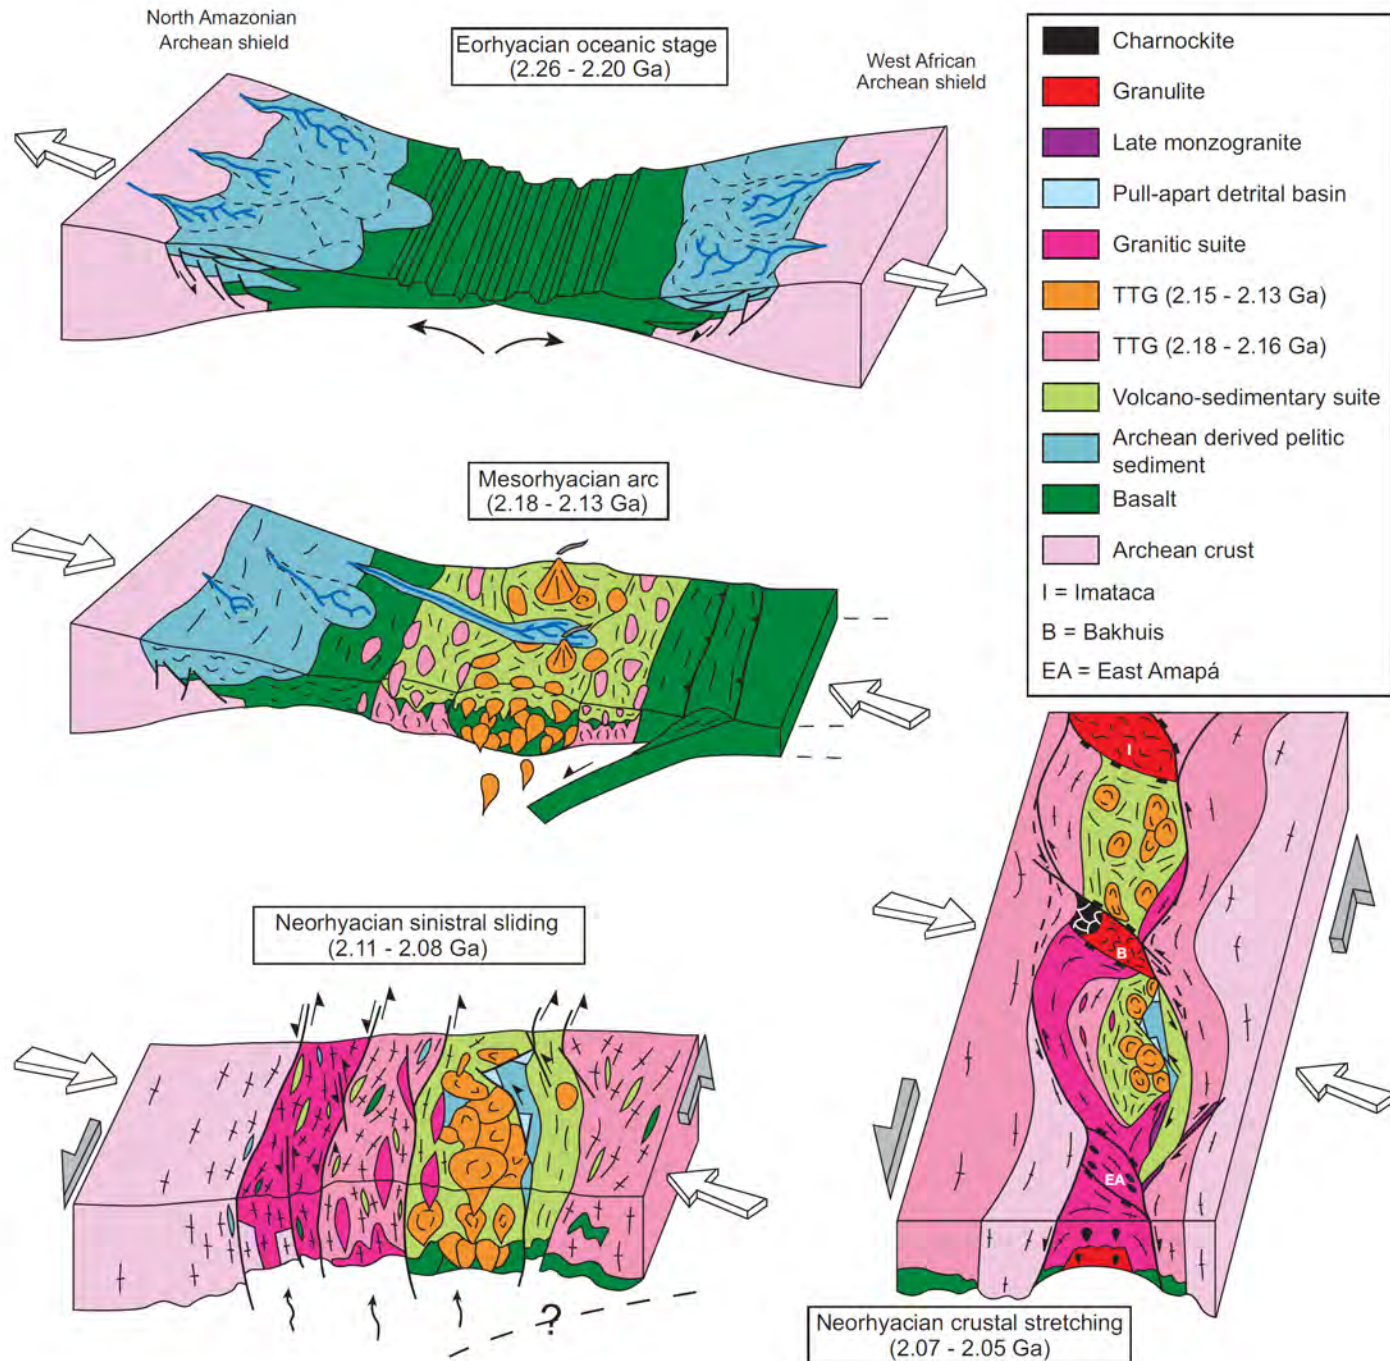 North Amazonian
Archean shield
Eorhyacian oceanic stage
(2.26 - 2.20 Ga)
West African
Archean shield
Charnockite
Granulite
Late monzogranite
Pull-apart detrital basin
Granitic suite
TTG (2.15 - 2.13 Ga)
TTG (2.18 - 2.16 Ga)
Volcano-sedimentary suite
Archean derived pelitic
sediment
Basalt
Archean crust
I = Imataca
B = Bakhuis
EA = East Amapá
Mesorhyacian arc
(2.18 - 2.13 Ga)
Neorhyacian sinistral sliding
(2.11 - 2.08 Ga)
?
I
B
EA
Neorhyacian crustal stretching
(2.07 - 2.05 Ga)